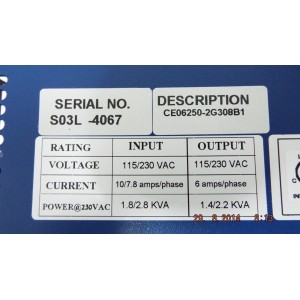 SERIAL NO.
S03L -4067
DESCRIPTION
CE06250-2G308B1
RATING INPUT OUTPUT
VOLTAGE 115/230 VAC 115/230 VAC
CURRENT 10/7.8 amps/phase 6 amps/phase
POWER@230VAC 1.8/2.8 KVA 1.4/2.2 KVA